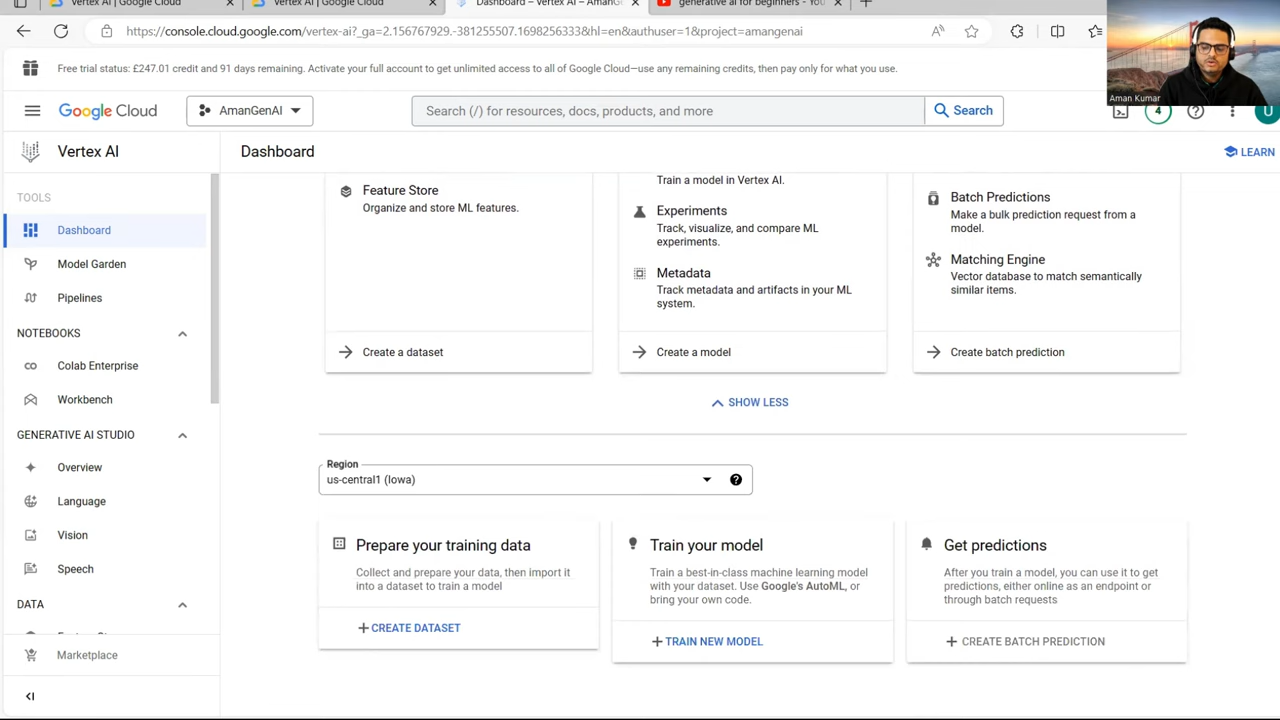 Vertex AI | Google Cloud
Vertex AI | Google Cloud
Dashboard – Vertex AI – AmanGe
generative ai for beginners - You
https://console.cloud.google.com/vertex-ai?_ga=2.156767929.-381255507.1698256333&hl=en&authuser=1&project=amangenai
Free trial status: £247.01 credit and 91 days remaining. Activate your full account to get unlimited access to all of Google Cloud—use any remaining credits, then pay only for what you use.
Aman Kumar
Google Cloud
AmanGenAI
Search (/) for resources, docs, products, and more
Search
4
U
Vertex AI
Dashboard
LEARN
TOOLS
Dashboard
Model Garden
Pipelines
NOTEBOOKS
Colab Enterprise
Workbench
GENERATIVE AI STUDIO
Overview
Language
Vision
Speech
DATA
Marketplace
Feature Store
Organize and store ML features.
Create a dataset
Train a model in Vertex AI.
Experiments
Track, visualize, and compare ML
experiments.
Metadata
Track metadata and artifacts in your ML
system.
Create a model
Batch Predictions
Make a bulk prediction request from a
model.
Matching Engine
Vector database to match semantically
similar items.
Create batch prediction
SHOW LESS
Region
us-central1 (Iowa)
Prepare your training data
Collect and prepare your data, then import it
into a dataset to train a model
CREATE DATASET
Train your model
Train a best-in-class machine learning model
with your dataset. Use Google's AutoML, or
bring your own code.
TRAIN NEW MODEL
Get predictions
After you train a model, you can use it to get
predictions, either online as an endpoint or
through batch requests
CREATE BATCH PREDICTION